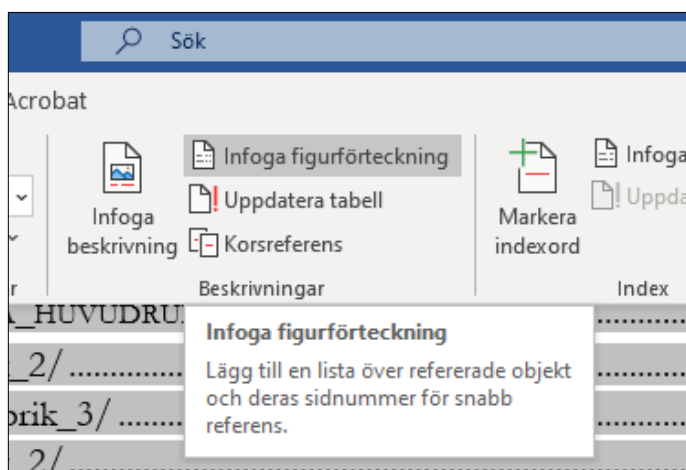 Sök
Acrobat
Infoga figurförteckning
Infoga
Uppdatera tabell
Infoga
beskrivning
Markera
indexord
Korsreferens
Beskrivningar
Index
_HUVUDRU
Infoga figurförteckning
_2/ ..............
Lägg till en lista över refererade objekt
och deras sidnummer för snabb
referens.
brik_3/ ........
_2/ ..............